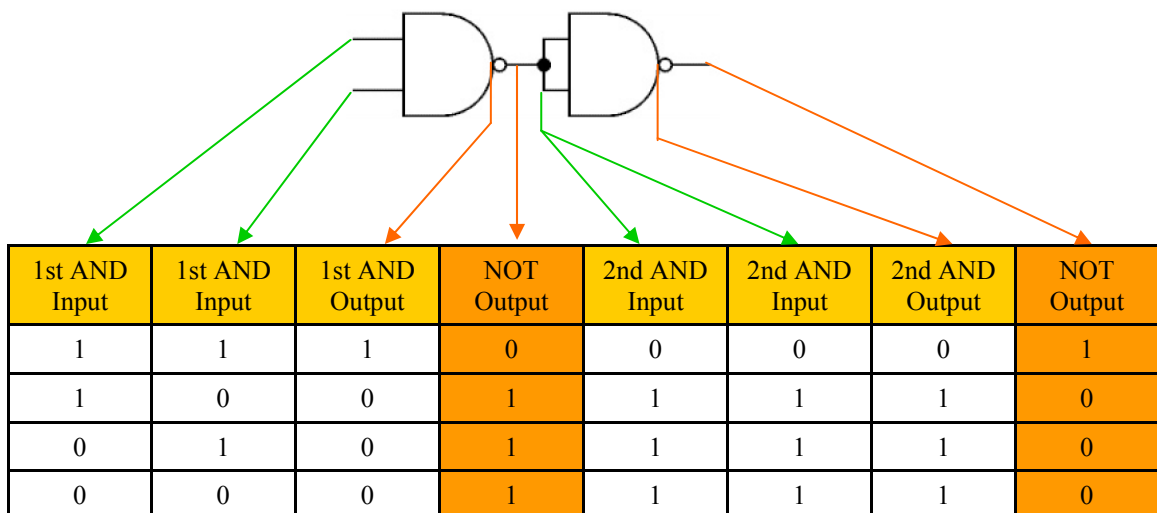 1st AND Input 1st AND Input 1st AND Output NOT Output 2nd AND Input 2nd AND Input 2nd AND Output NOT Output
1 1 1 0 0 0 0 1
1 0 0 1 1 1 1 0
0 1 0 1 1 1 1 0
0 0 0 1 1 1 1 0